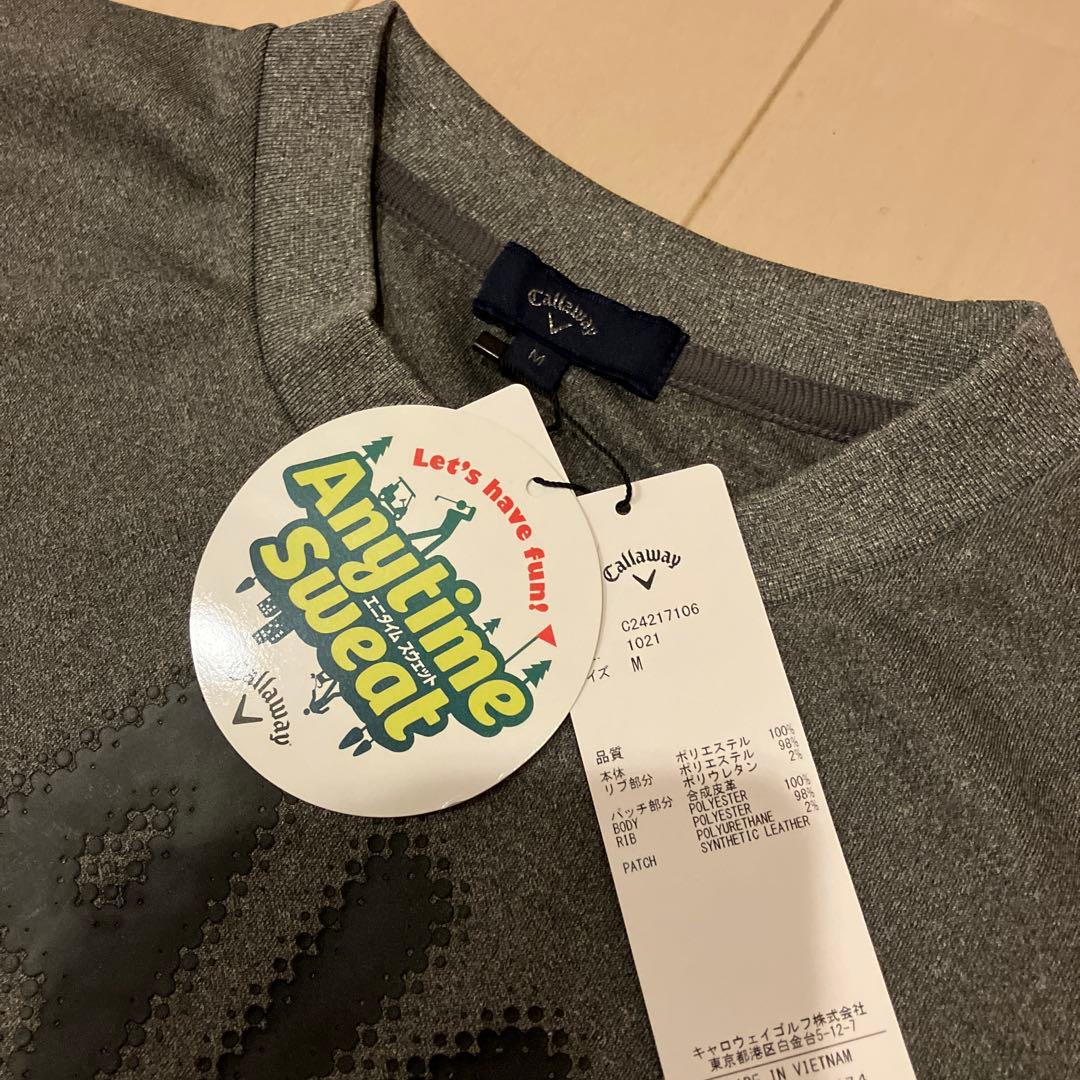 Callaway
M
Let's have fun!
Anytime
エニタイム スウェット
Sweat
Callaway
Callaway
C24217106
1021
イズ M
品質
本体 ポリエステル 100%
リブ部分 ポリエステル 98%
ポリウレタン 2%
パッチ部分 合成皮革
BODY POLYESTER 100%
RIB POLYESTER 98%
POLYURETHANE 2%
PATCH SYNTHETIC LEATHER
キャロウェイゴルフ株式会社
東京都港区白金台5-12-7
MADE IN VIETNAM